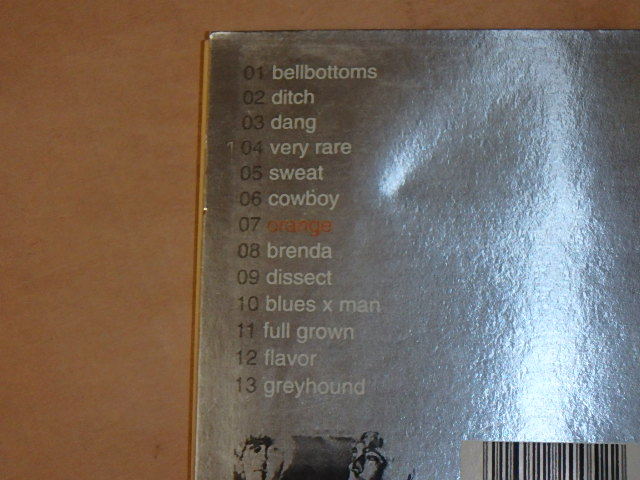 01 bellbottoms
02 ditch
03 dang
1 04 very rare
05 sweat
06 cowboy
07 orange
08 brenda
09 dissect
10 blues x man
11 full grown
12 flavor
13 greyhound